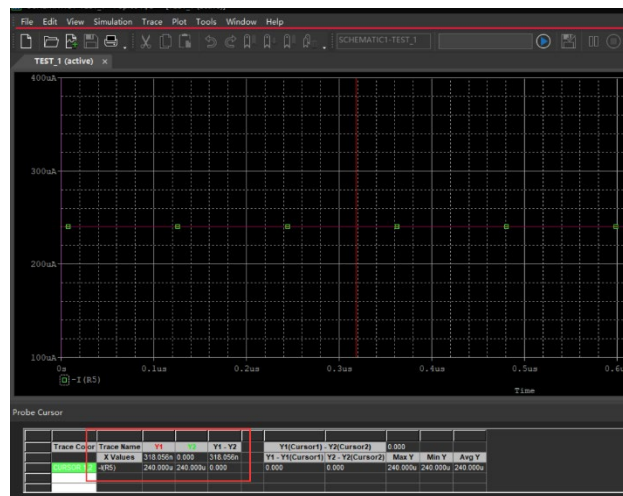 File Edit View Simulation Trace Plot Tools Window Help
SCHEMATIC1-TEST_1
TEST_1 (active) ×
400uA
300uA
200uA
100uA
0s 0.1us 0.2us 0.3us 0.4us 0.5us
-I(R5)
Time
Probe Cursor
Trace Color Trace Name Y1 Y2 Y1 - Y2 Y1(Cursor1) - Y2(Cursor2) 0.000
X Values 318.056n 0.000 318.056n Y1 - Y1(Cursor1) Y2 - Y2(Cursor2) Max Y Min Y Avg Y
-I(R5) 240.000u 240.000u 0.000 0.000 0.000 240.000u 240.000u 240.000u